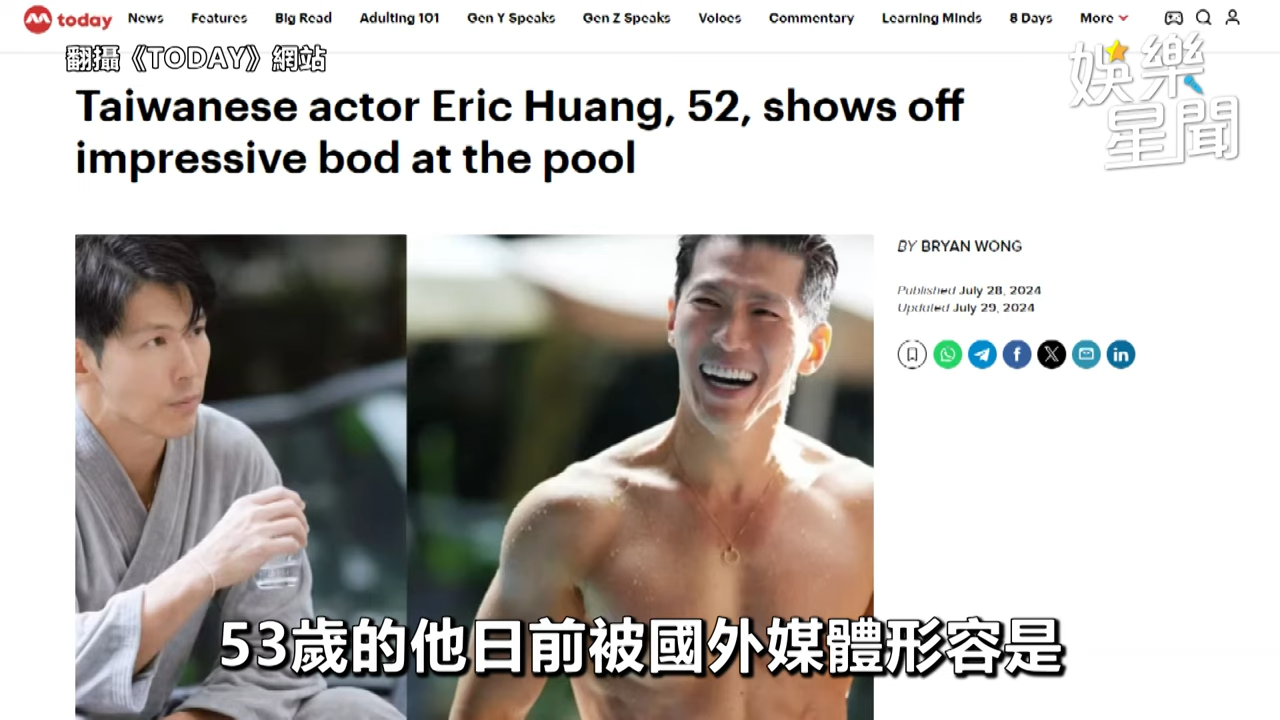 today News Features Big Read Adulting 101 Gen Y Speaks Gen Z Speaks Voices Commentary Learning Minds 8 Days More
翻攝《TODAY》網站
娛樂
星聞
Taiwanese actor Eric Huang, 52, shows off
impressive bod at the pool
BY BRYAN WONG
Published July 28, 2024
Updated July 29, 2024
53歲的他日前被國外媒體形容是